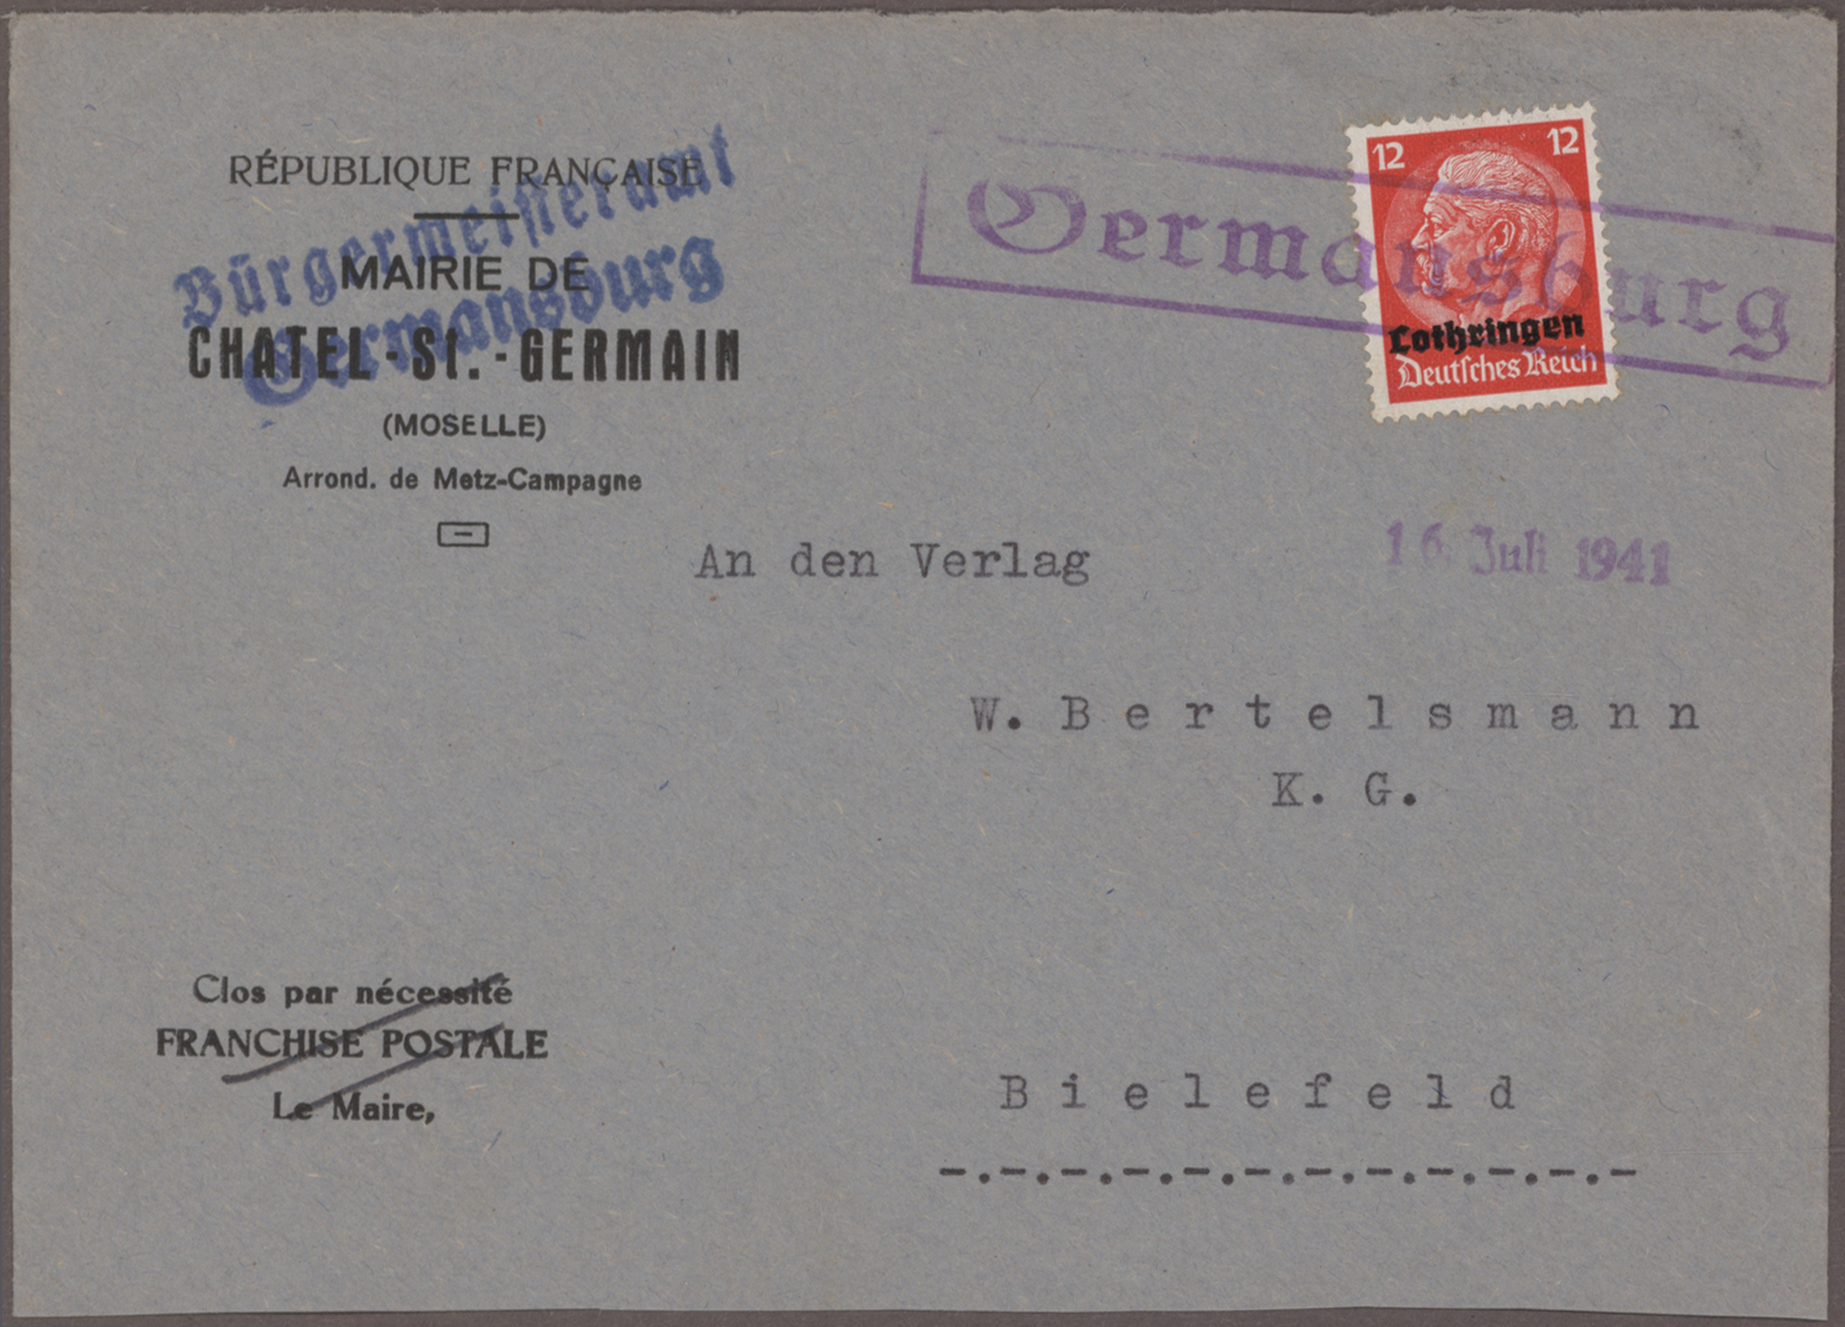 RÉPUBLIQUE FRANÇAISE
MAIRIE DE
CHATEL-St.-GERMAIN
(MOSELLE)
Arrond. de Metz-Campagne
Bürgermeisteramt
Germansburg
Germansburg
12 12
Lothringen
Deutsches Reich
16. Juli 1941
An den Verlag
W. Bertelsmann
K. G.
Bielefeld
-.-.-.-.-.-.-.-.-.-.-.-
Clos par nécessité
FRANCHISE POSTALE
Le Maire,